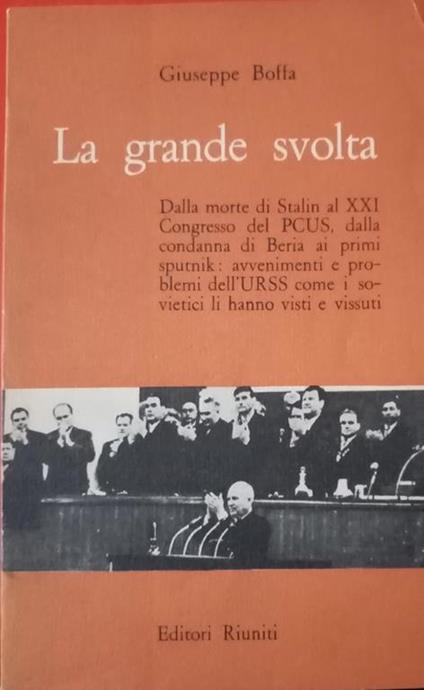 Giuseppe Boffa
La grande svolta
Dalla morte di Stalin al XXI
Congresso del PCUS, dalla
condanna di Beria ai primi
sputnik: avvenimenti e pro-
blemi dell'URSS come i so-
vietici li hanno visti e vissuti
Editori Riuniti